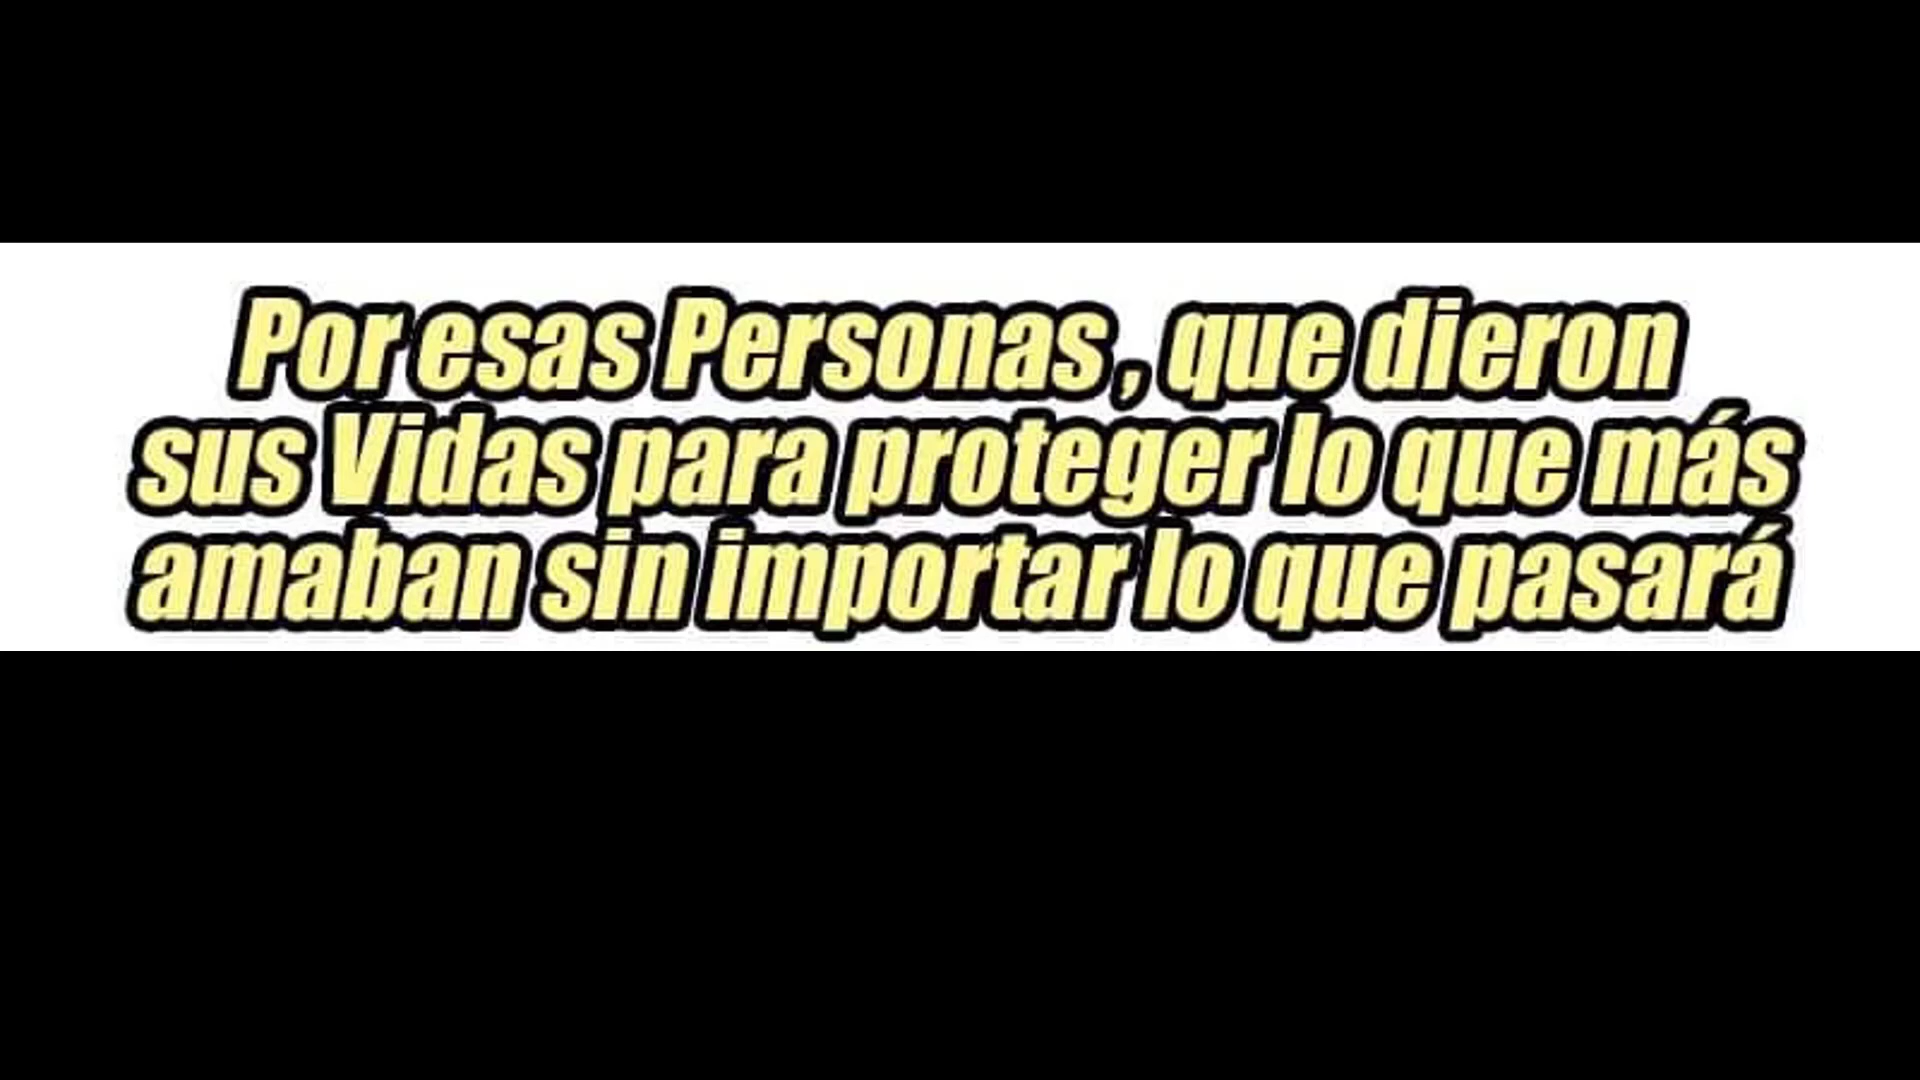 Por esas Personas , que dieron
sus Vidas para proteger lo que más
amaban sin importar lo que pasará